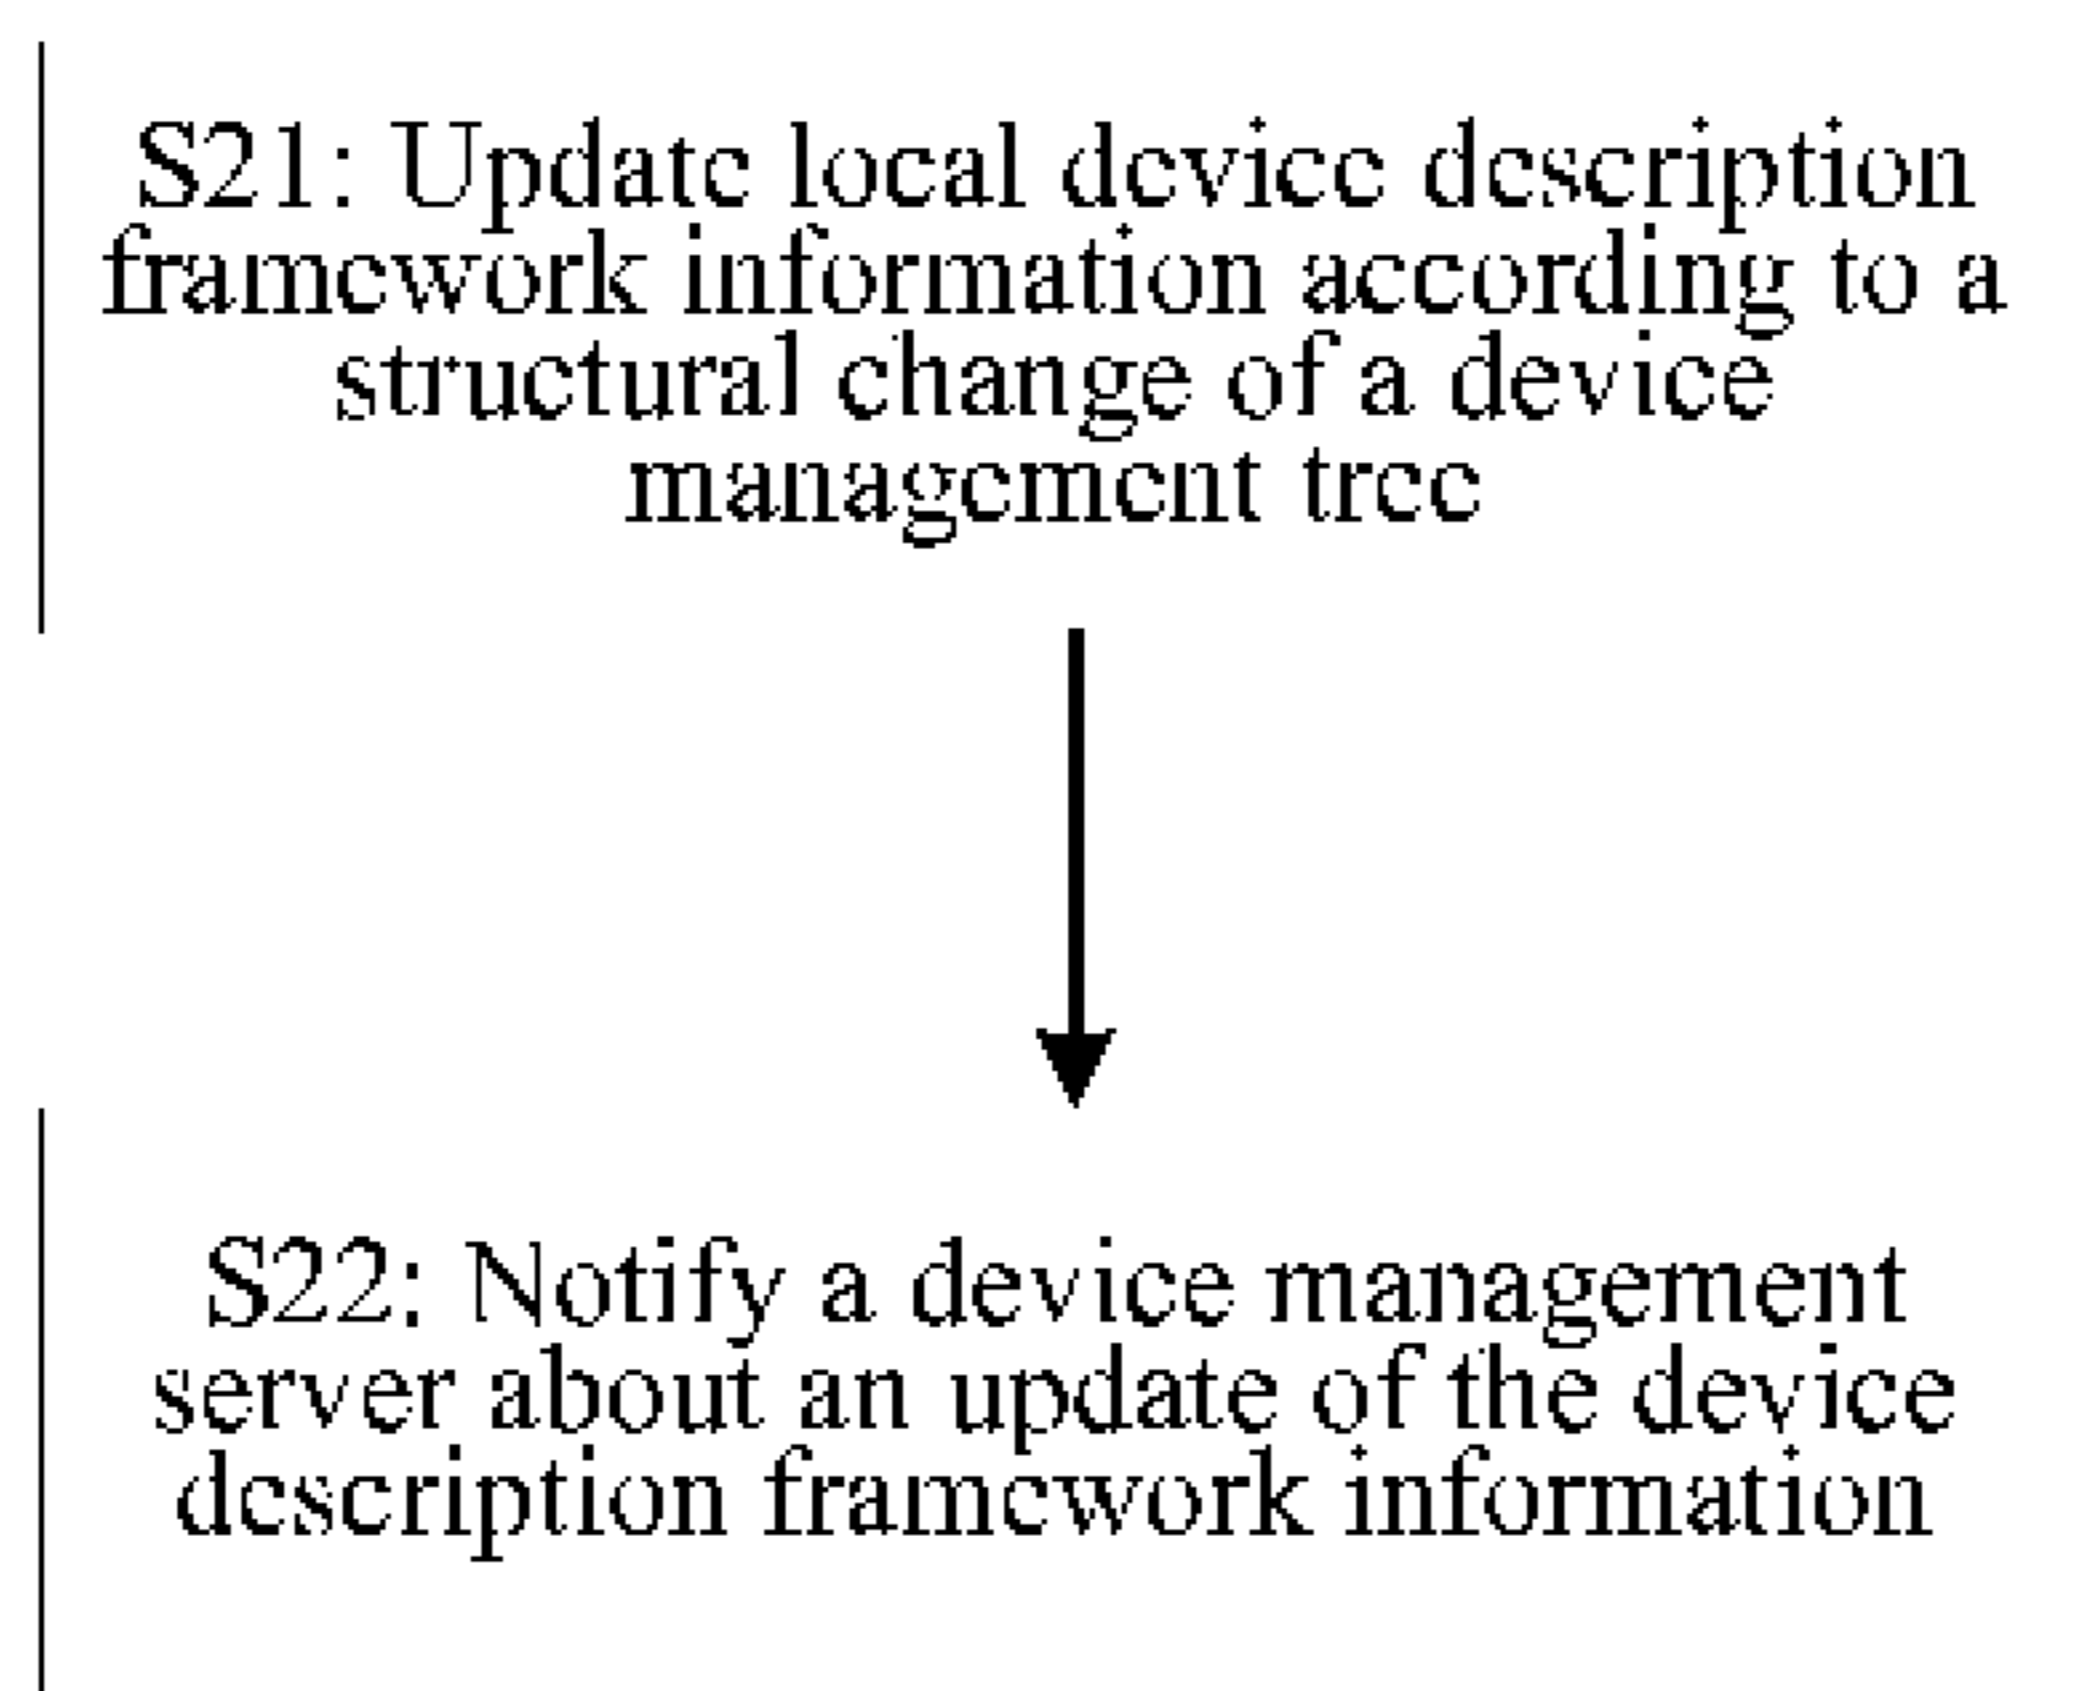 S21: Update local device description
framework information according to a
structural change of a device
management tree
S22: Notify a device management
server about an update of the device
description framework information